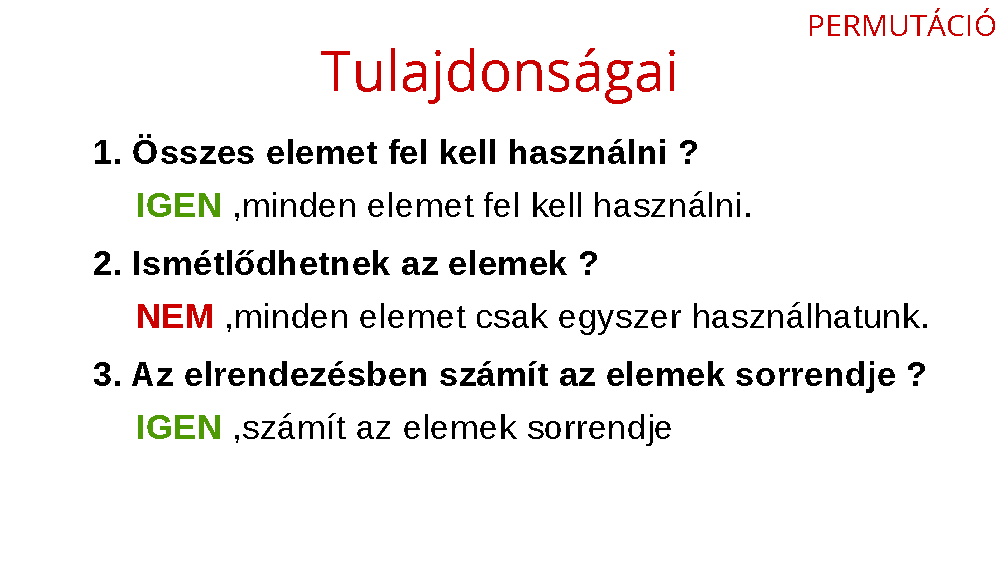 PERMUTÁCIÓ
Tulajdonságai
1. Összes elemet fel kell használni ?
IGEN ,minden elemet fel kell használni.
2. Ismétlődhetnek az elemek ?
NEM ,minden elemet csak egyszer használhatunk.
3. Az elrendezésben számít az elemek sorrendje ?
IGEN ,számít az elemek sorrendje